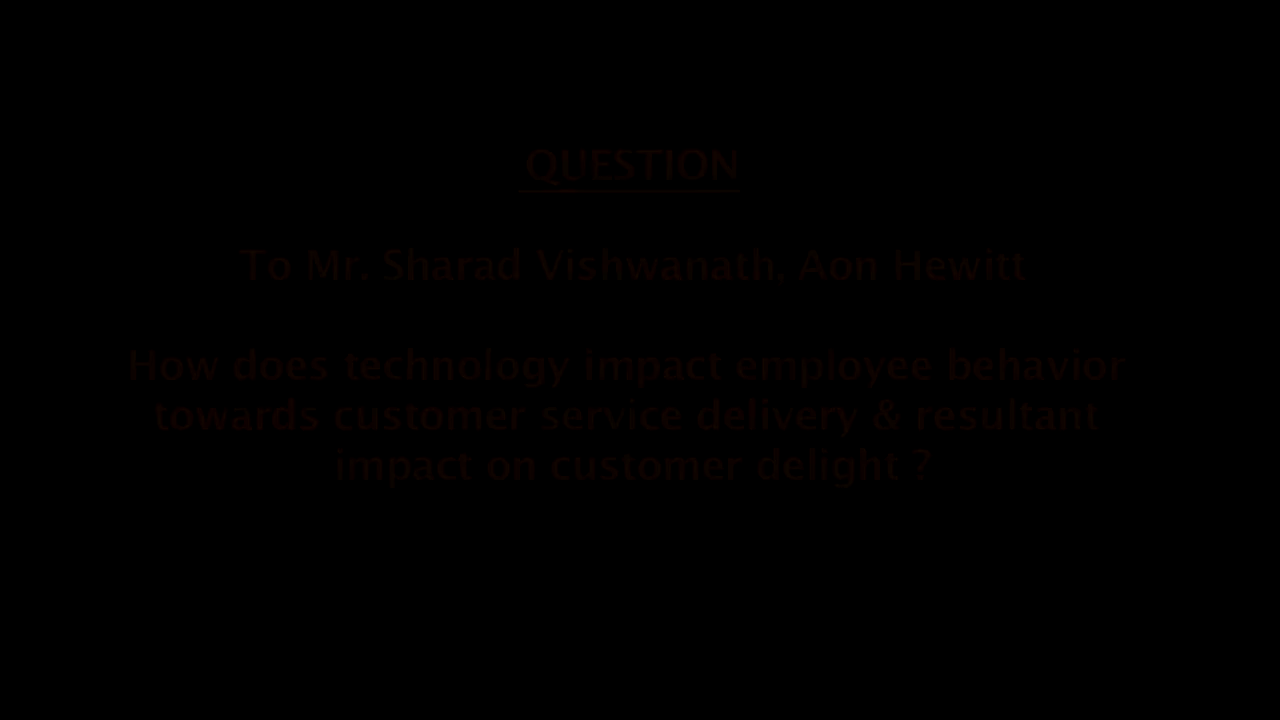 QUESTION
To Mr. Sharad Vishwanath, Aon Hewitt
How does technology impact employee behavior
towards customer service delivery & resultant
impact on customer delight ?